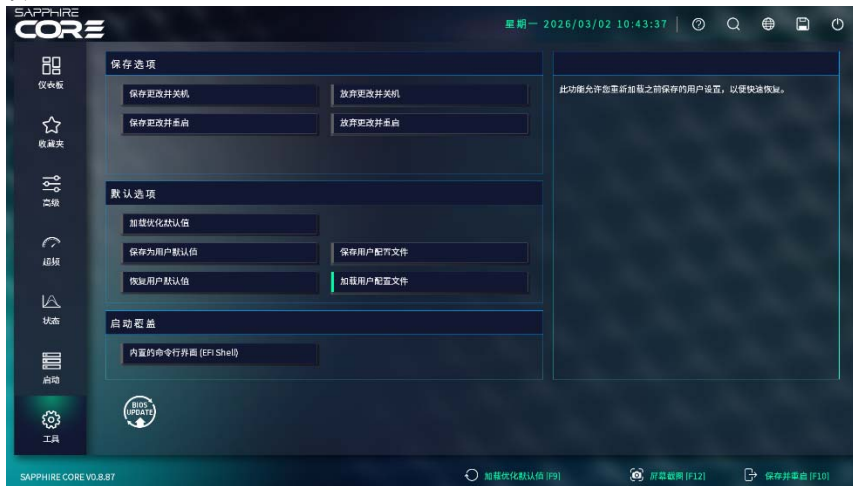 SAPPHIRE
CORE
星期一 2026/03/02 10:43:37
仪表板
收藏夹
高级
超频
状态
启动
工具
保存选项
保存更改并关机
放弃更改并关机
保存更改并重启
放弃更改并重启
默认选项
加载优化默认值
保存为用户默认值
保存用户配置文件
恢复用户默认值
加载用户配置文件
启动覆盖
内置的命令行界面 (EFI Shell)
BIOS
UPDATE
此功能允许您重新加载之前保存的用户设置，以便快速恢复。
SAPPHIRE CORE V0.8.87
加载优化默认值 [F9]
屏幕截图 [F12]
保存并重启 [F10]